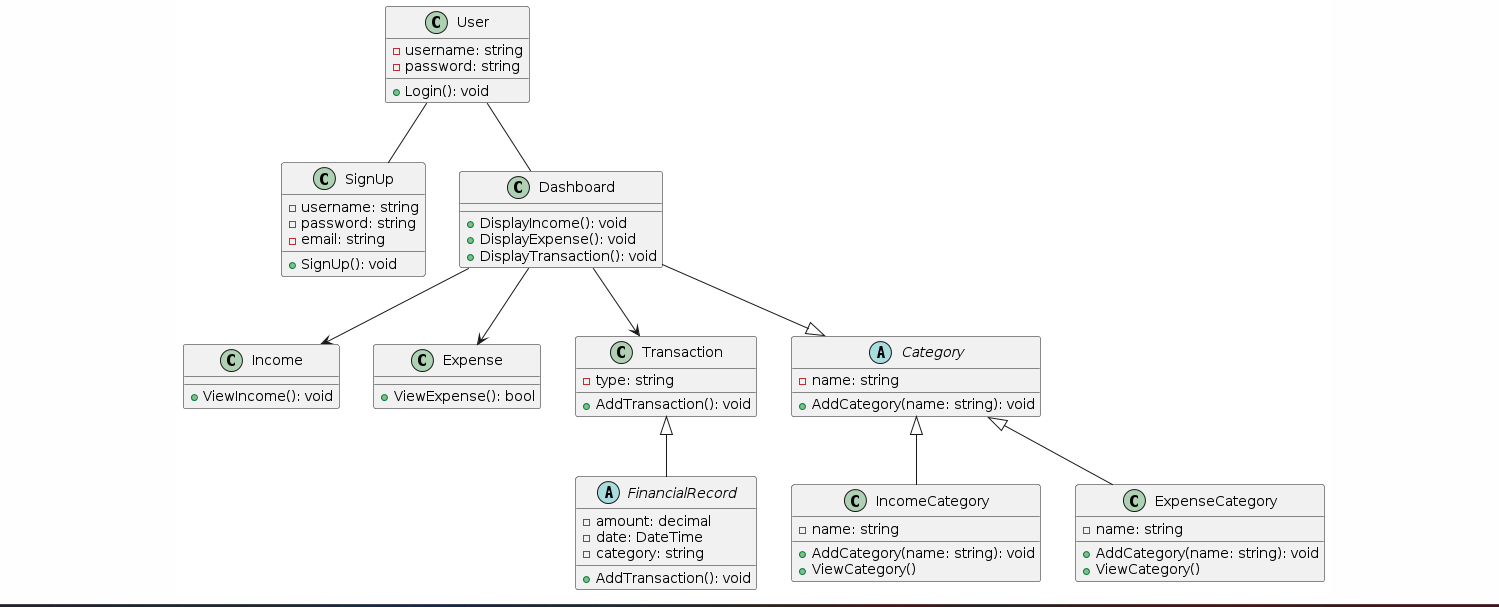 C User
username: string
password: string
Login(): void
C SignUp
username: string
password: string
email: string
SignUp(): void
C Dashboard
DisplayIncome(): void
DisplayExpense(): void
DisplayTransaction(): void
C Income
ViewIncome(): void
C Expense
ViewExpense(): bool
C Transaction
type: string
AddTransaction(): void
A Category
name: string
AddCategory(name: string): void
A FinancialRecord
amount: decimal
date: DateTime
category: string
AddTransaction(): void
C IncomeCategory
name: string
AddCategory(name: string): void
ViewCategory()
C ExpenseCategory
name: string
AddCategory(name: string): void
ViewCategory()